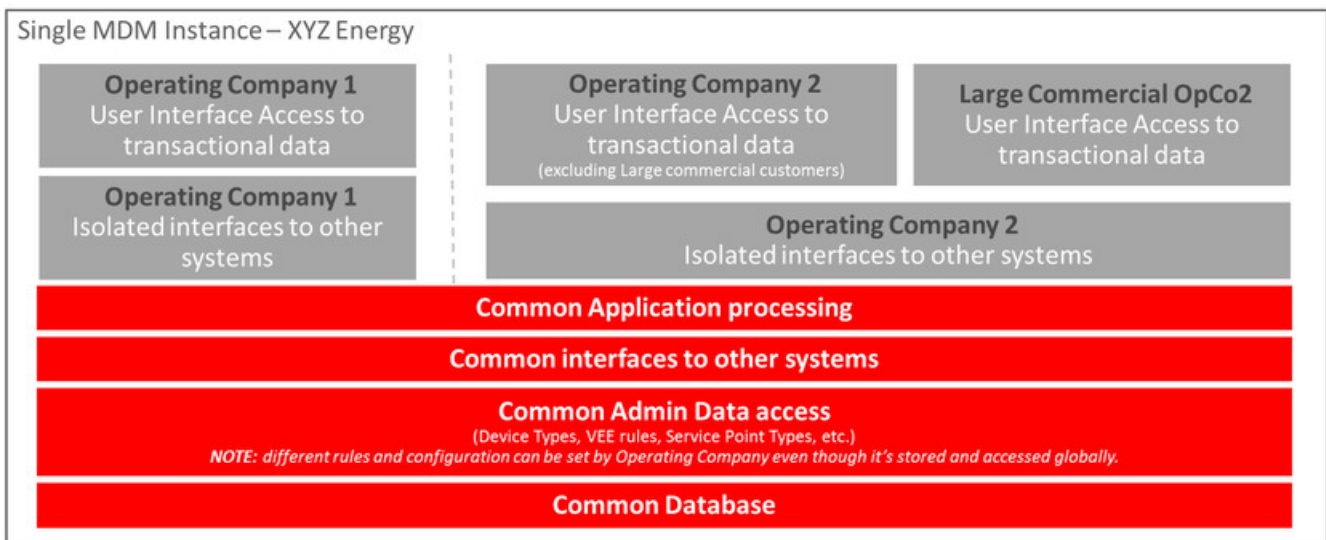 Single MDM Instance – XYZ Energy
Operating Company 1
User Interface Access to
transactional data
Operating Company 1
Isolated interfaces to other
systems
Operating Company 2
User Interface Access to
transactional data
(excluding Large commercial customers)
Large Commercial OpCo2
User Interface Access to
transactional data
Operating Company 2
Isolated interfaces to other systems
Common Application processing
Common interfaces to other systems
Common Admin Data access
(Device Types, VEE rules, Service Point Types, etc.)
NOTE: different rules and configuration can be set by Operating Company even though it's stored and accessed globally.
Common Database